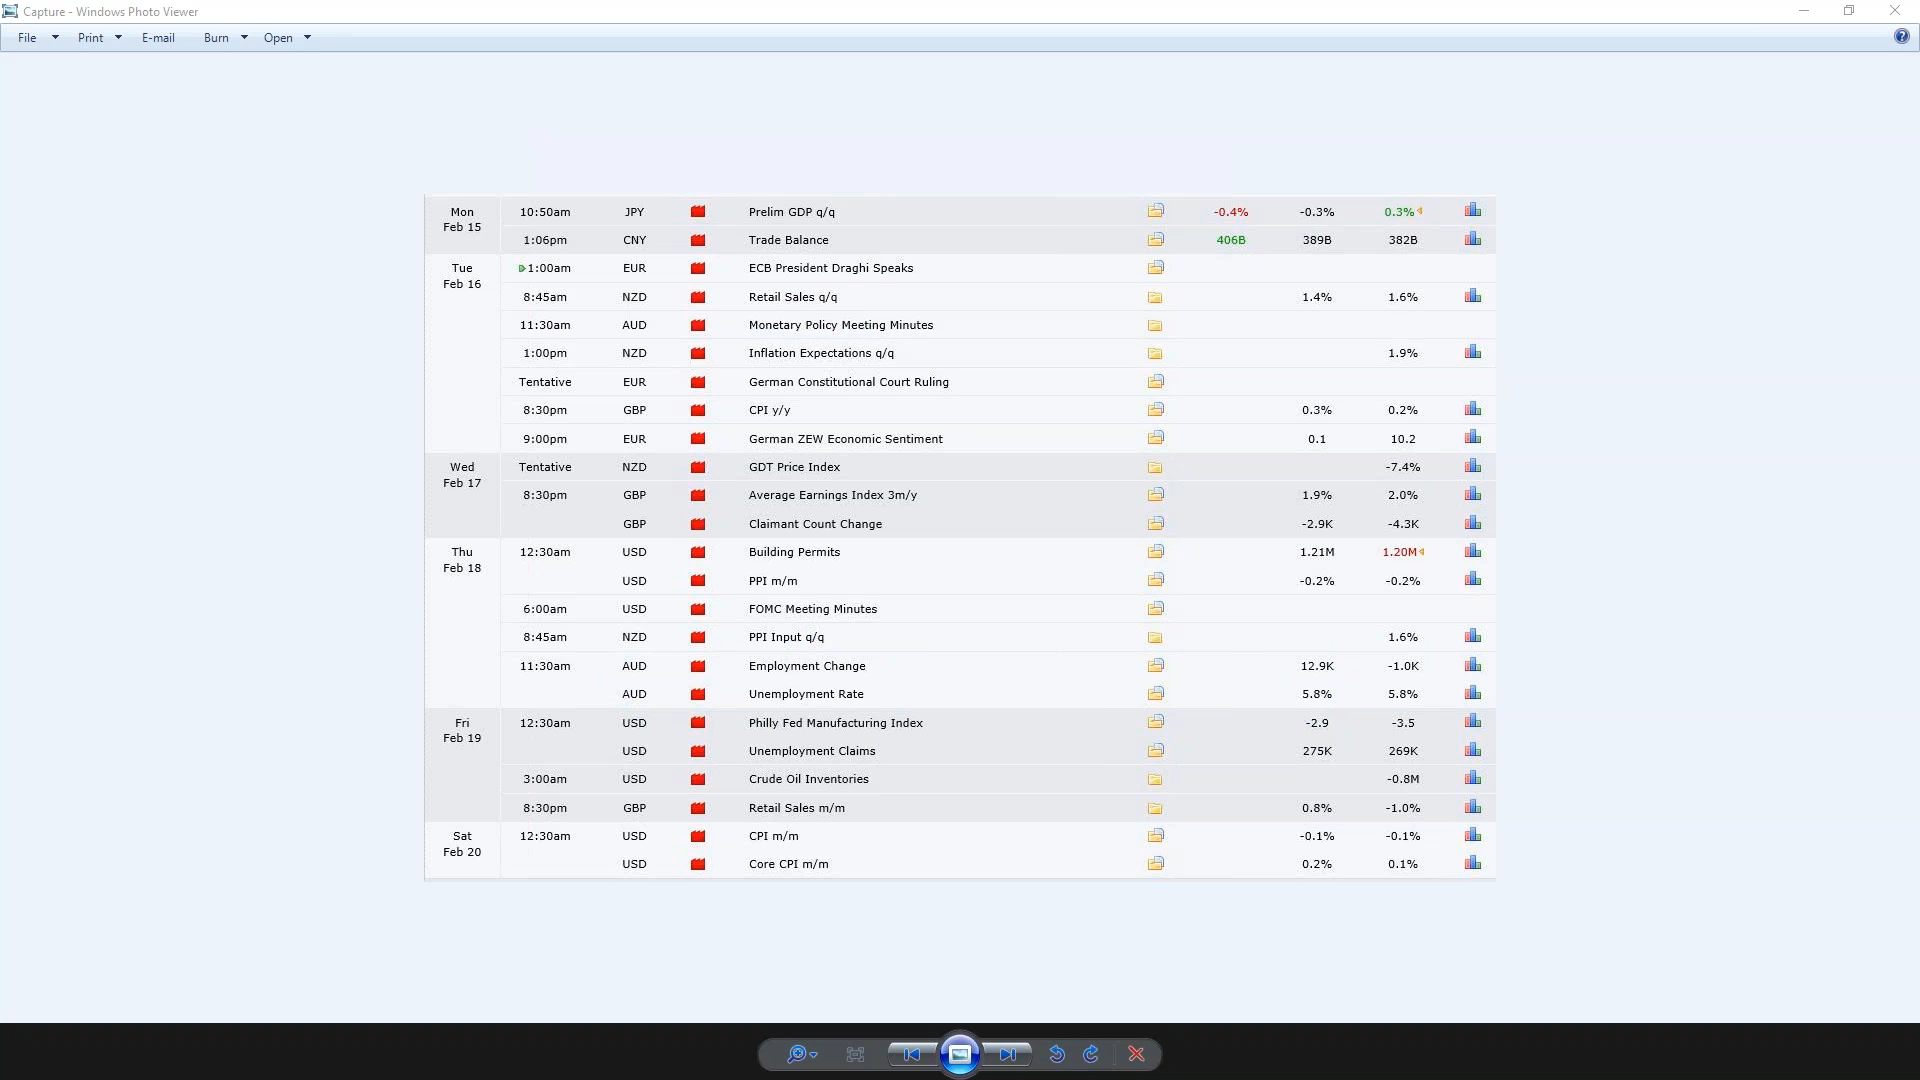 Capture - Windows Photo Viewer
File Print E-mail Burn Open
Mon 10:50am JPY Prelim GDP q/q -0.4% -0.3% 0.3%
Feb 15
1:06pm CNY Trade Balance 406B 389B 382B
Tue 1:00am EUR ECB President Draghi Speaks
Feb 16
8:45am NZD Retail Sales q/q 1.4% 1.6%
11:30am AUD Monetary Policy Meeting Minutes
1:00pm NZD Inflation Expectations q/q 1.9%
Tentative EUR German Constitutional Court Ruling
8:30pm GBP CPI y/y 0.3% 0.2%
9:00pm EUR German ZEW Economic Sentiment 0.1 10.2
Wed Tentative NZD GDT Price Index -7.4%
Feb 17
8:30pm GBP Average Earnings Index 3m/y 1.9% 2.0%
GBP Claimant Count Change -2.9K -4.3K
Thu 12:30am USD Building Permits 1.21M 1.20M
Feb 18
USD PPI m/m -0.2% -0.2%
6:00am USD FOMC Meeting Minutes
8:45am NZD PPI Input q/q 1.6%
11:30am AUD Employment Change 12.9K -1.0K
AUD Unemployment Rate 5.8% 5.8%
Fri 12:30am USD Philly Fed Manufacturing Index -2.9 -3.5
Feb 19
USD Unemployment Claims 275K 269K
3:00am USD Crude Oil Inventories -0.8M
8:30pm GBP Retail Sales m/m 0.8% -1.0%
Sat 12:30am USD CPI m/m -0.1% -0.1%
Feb 20
USD Core CPI m/m 0.2% 0.1%